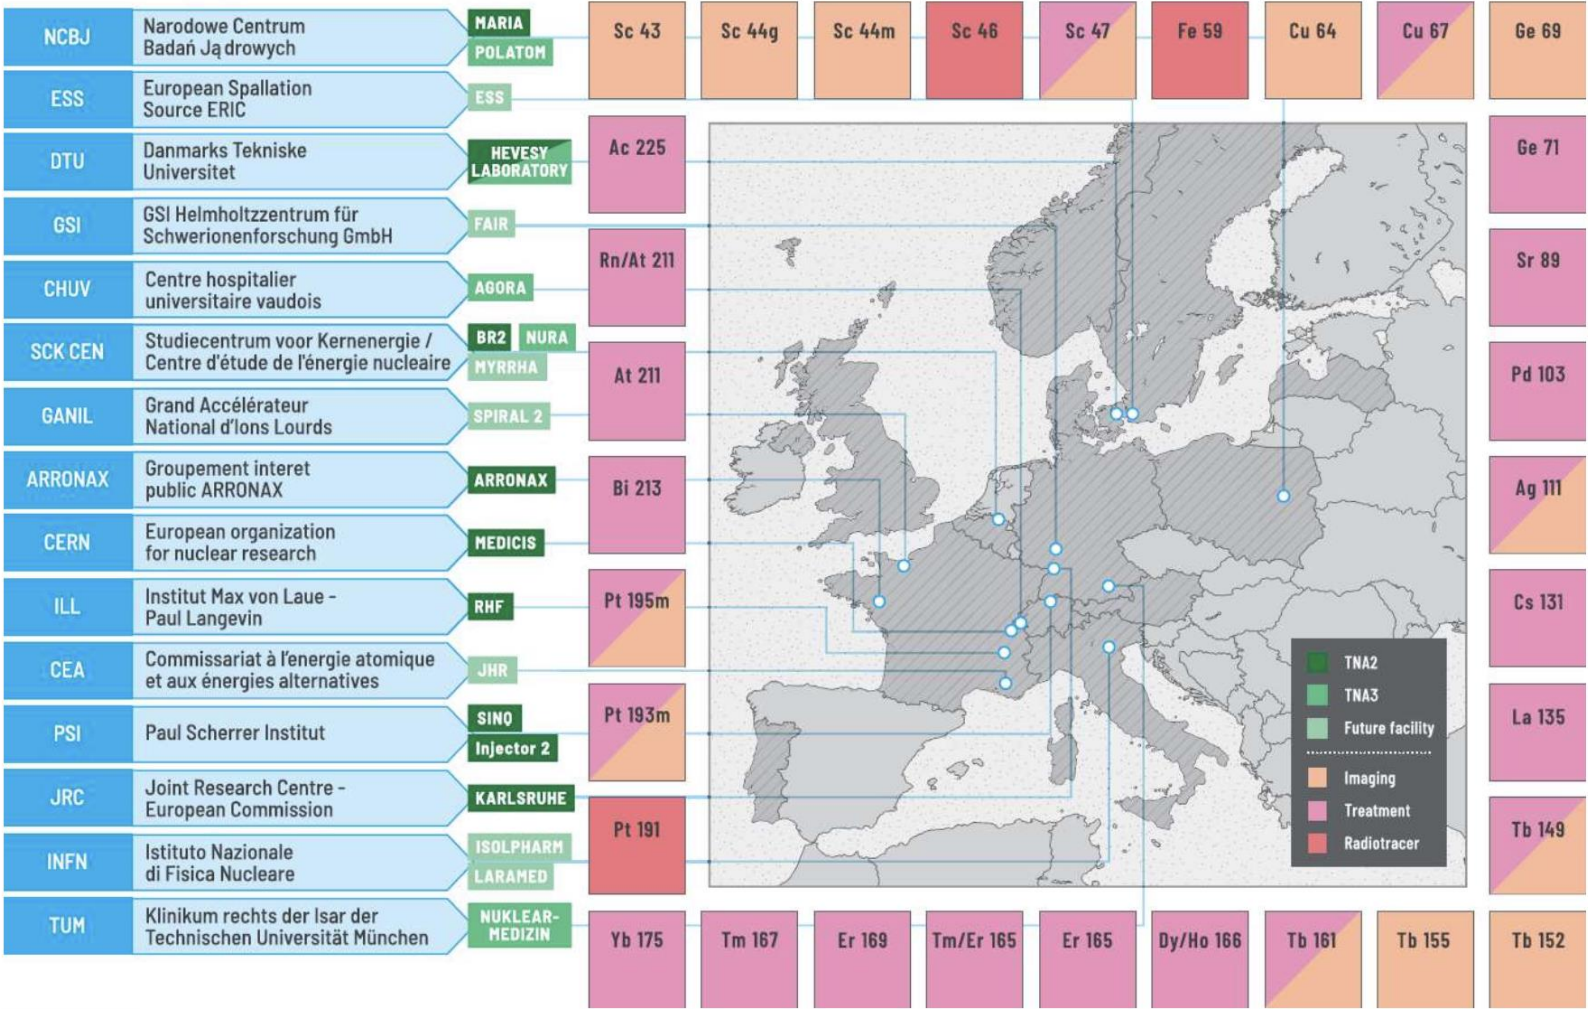 NCBJ
Narodowe Centrum
Badań Ją drowych
MARIA
POLATOM
ESS
European Spallation
Source ERIC
ESS
DTU
Danmarks Tekniske
Universitet
HEVESY
LABORATORY
GSI
GSI Helmholtzzentrum für
Schwerionenforschung GmbH
FAIR
CHUV
Centre hospitalier
universitaire vaudois
AGORA
SCK CEN
Studiecentrum voor Kernenergie /
Centre d'étude de l'énergie nucleaire
BR2
NURA
MYRRHA
GANIL
Grand Accélérateur
National d'Ions Lourds
SPIRAL 2
ARRONAX
Groupement interet
public ARRONAX
ARRONAX
CERN
European organization
for nuclear research
MEDICIS
ILL
Institut Max von Laue -
Paul Langevin
RHF
CEA
Commissariat à l'energie atomique
et aux énergies alternatives
JHR
PSI
Paul Scherrer Institut
SINQ
Injector 2
JRC
Joint Research Centre -
European Commission
KARLSRUHE
INFN
Istituto Nazionale
di Fisica Nucleare
ISOLPHARM
LARAMED
TUM
Klinikum rechts der Isar der
Technischen Universität München
NUKLEAR-
MEDIZIN
Sc 43
Sc 44g
Sc 44m
Sc 46
Sc 47
Fe 59
Cu 64
Cu 67
Ge 69
Ac 225
Rn/At 211
At 211
Bi 213
Pt 195m
Pt 193m
Pt 191
Ge 71
Sr 89
Pd 103
Ag 111
Cs 131
La 135
Tb 149
TNA2
TNA3
Future facility
Imaging
Treatment
Radiotracer
Yb 175
Tm 167
Er 169
Tm/Er 165
Er 165
Dy/Ho 166
Tb 161
Tb 155
Tb 152